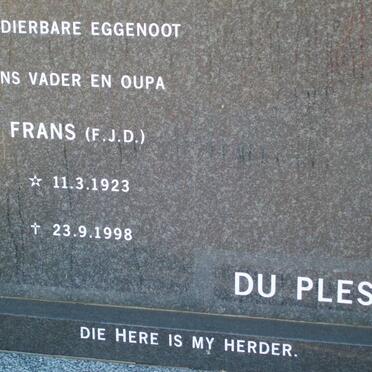 DIERBARE EGGENOOT
NS VADER EN OUPA
FRANS (F.J.D.)
☆ 11.3.1923
† 23.9.1998
DU PLES
DIE HERE IS MY HERDER.